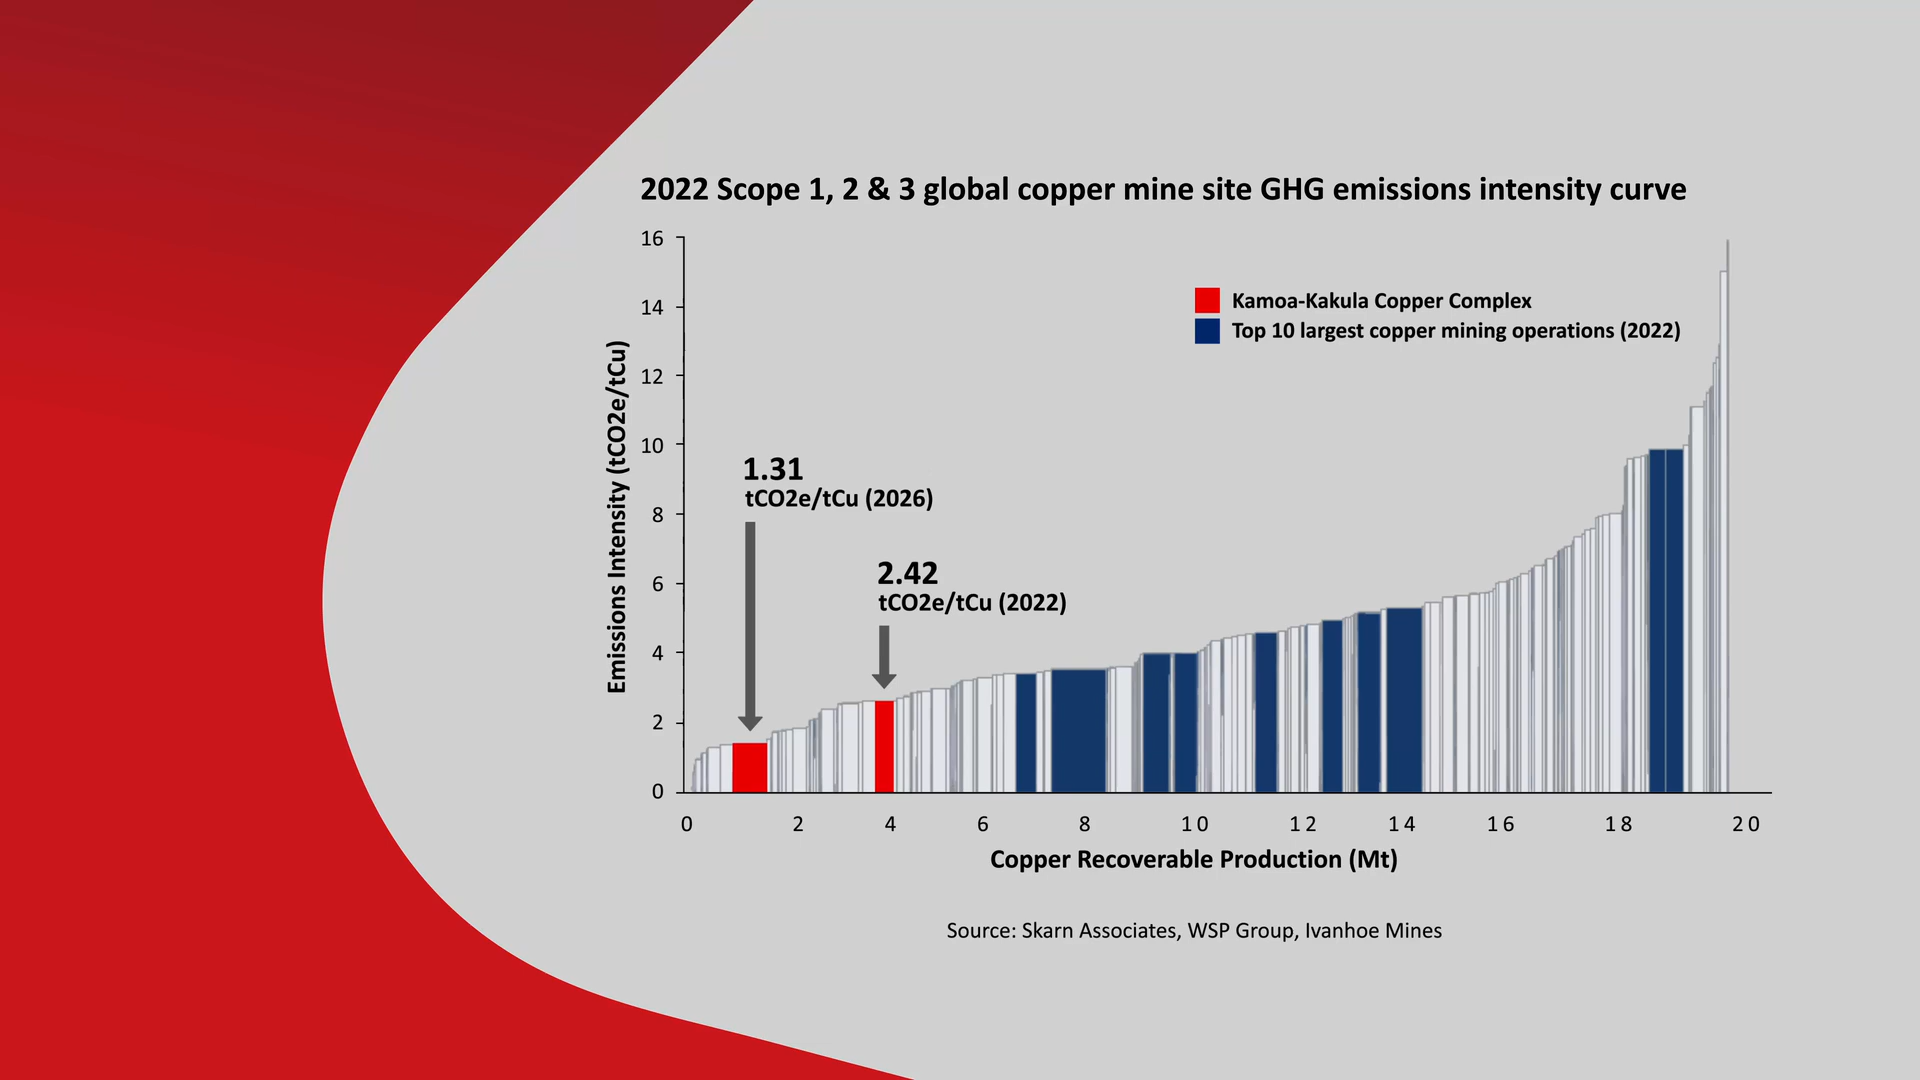 2022 Scope 1, 2 & 3 global copper mine site GHG emissions intensity curve
16
14
12
10
8
6
4
2
0
Emissions Intensity (tCO2e/tCu)
Kamoa-Kakula Copper Complex
Top 10 largest copper mining operations (2022)
1.31
tCO2e/tCu (2026)
2.42
tCO2e/tCu (2022)
0 2 4 6 8 10 12 14 16 18 20
Copper Recoverable Production (Mt)
Source: Skarn Associates, WSP Group, Ivanhoe Mines